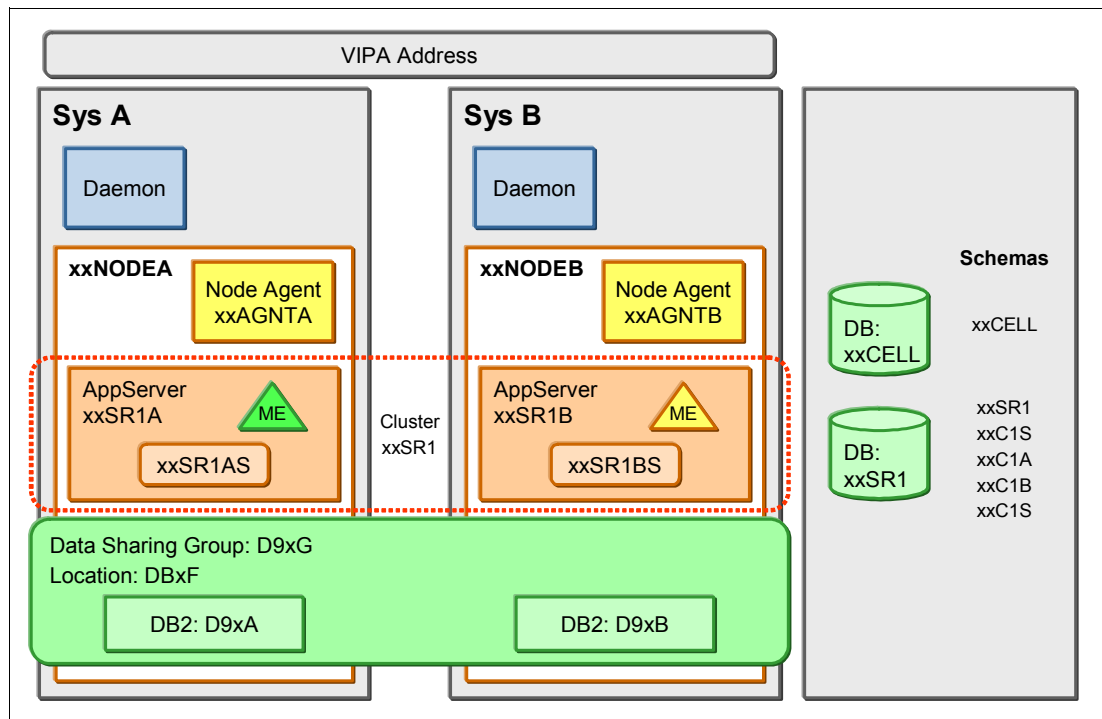 VIPA Address
Sys A
Daemon
xxNODEA
Node Agent
xxAGNTA
AppServer
xxSR1A
ME
xxSR1AS
Cluster
xxSR1
Sys B
Daemon
xxNODEB
Node Agent
xxAGNTB
AppServer
xxSR1B
ME
xxSR1BS
Data Sharing Group: D9xG
Location: DBxF
DB2: D9xA
DB2: D9xB
Schemas
DB:
xxCELL
xxCELL
DB:
xxSR1
xxSR1
xxC1S
xxC1A
xxC1B
xxC1S